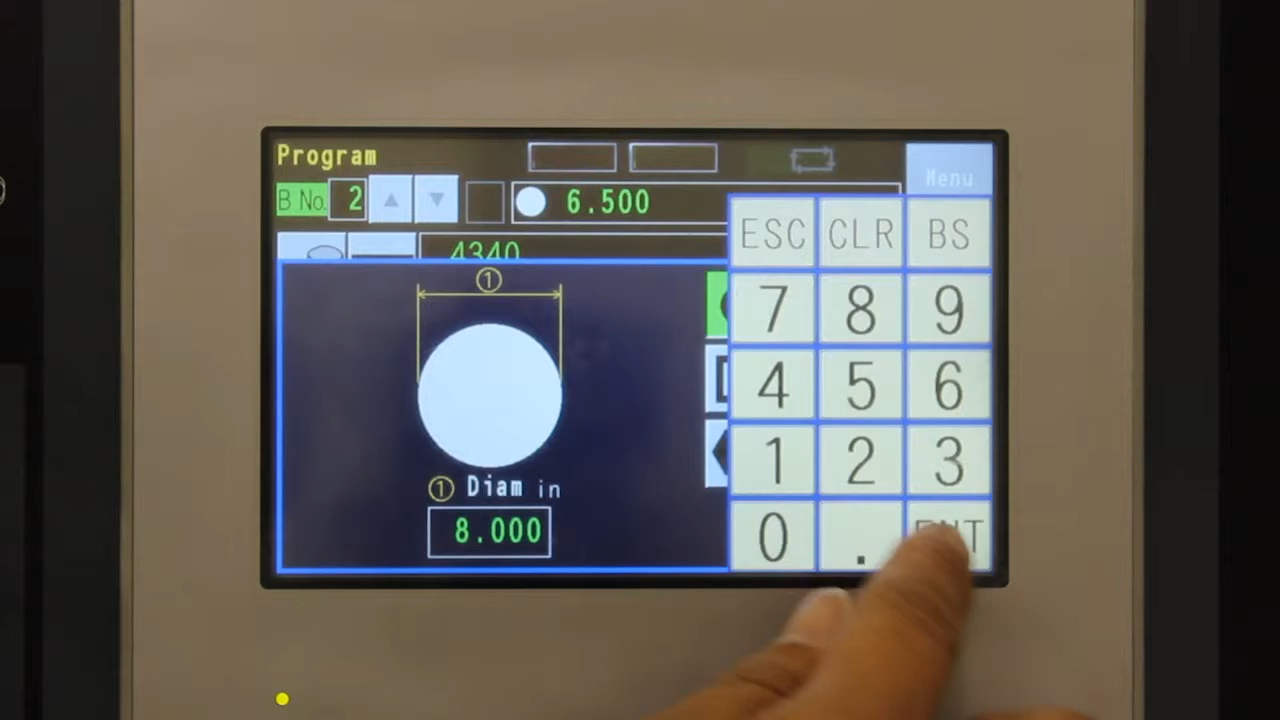 Program
Menu
B No. 2 ▲ ▼ 6.500
4340
ESC CLR BS
①
7 8 9
4 5 6
1 2 3
① Diam in
8.000
0 . ENT